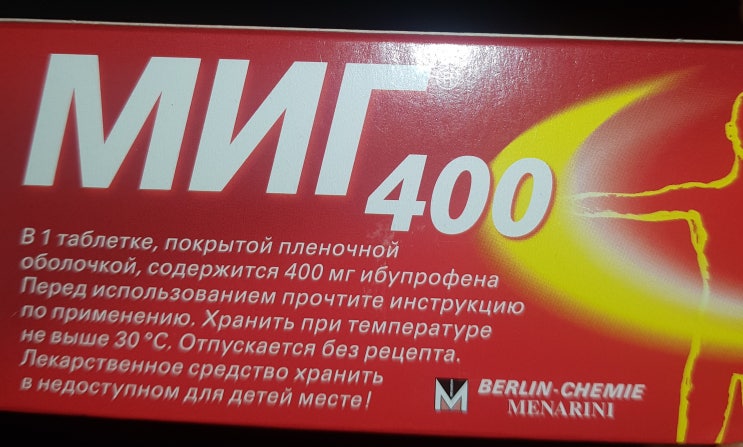 МИГ 400
В 1 таблетке, покрытой пленочной
оболочкой, содержится 400 мг ибупрофена
Перед использованием прочтите инструкцию
по применению. Хранить при температуре
не выше 30 °C. Отпускается без рецепта.
Лекарственное средство хранить
в недоступном для детей месте!
BERLIN-CHEMIE
MENARINI